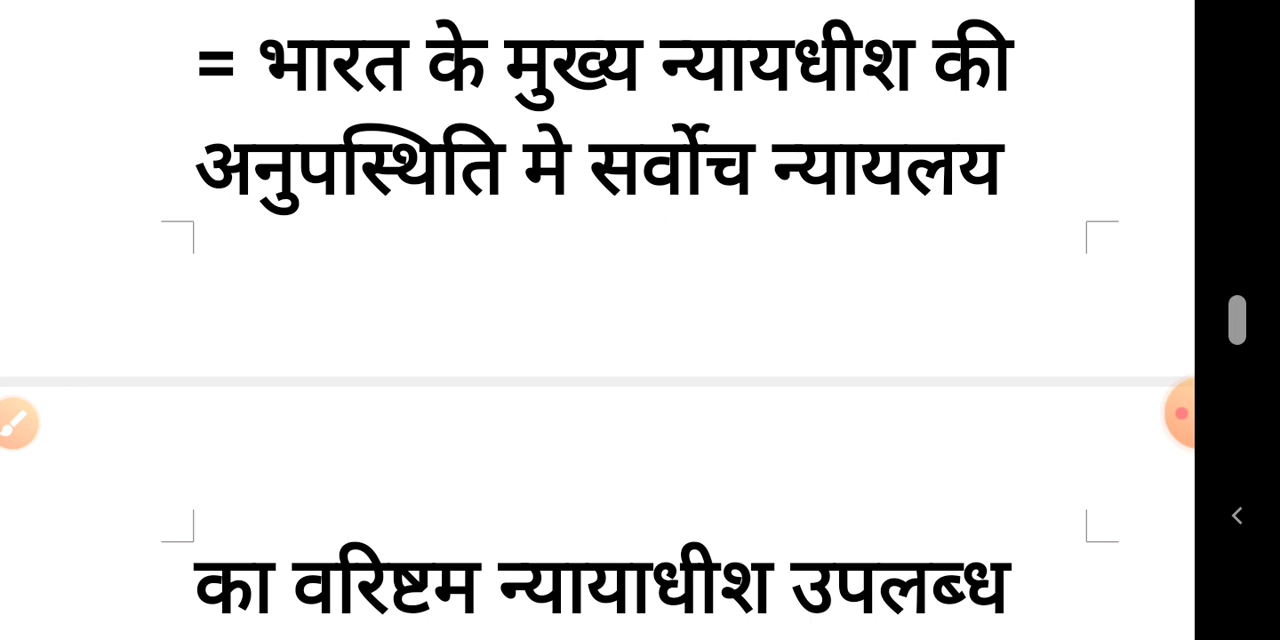 = भारत के मुख्य न्यायधीश की
अनुपस्थिति मे सर्वोच न्यायलय
का वरिष्टम न्यायाधीश उपलब्ध